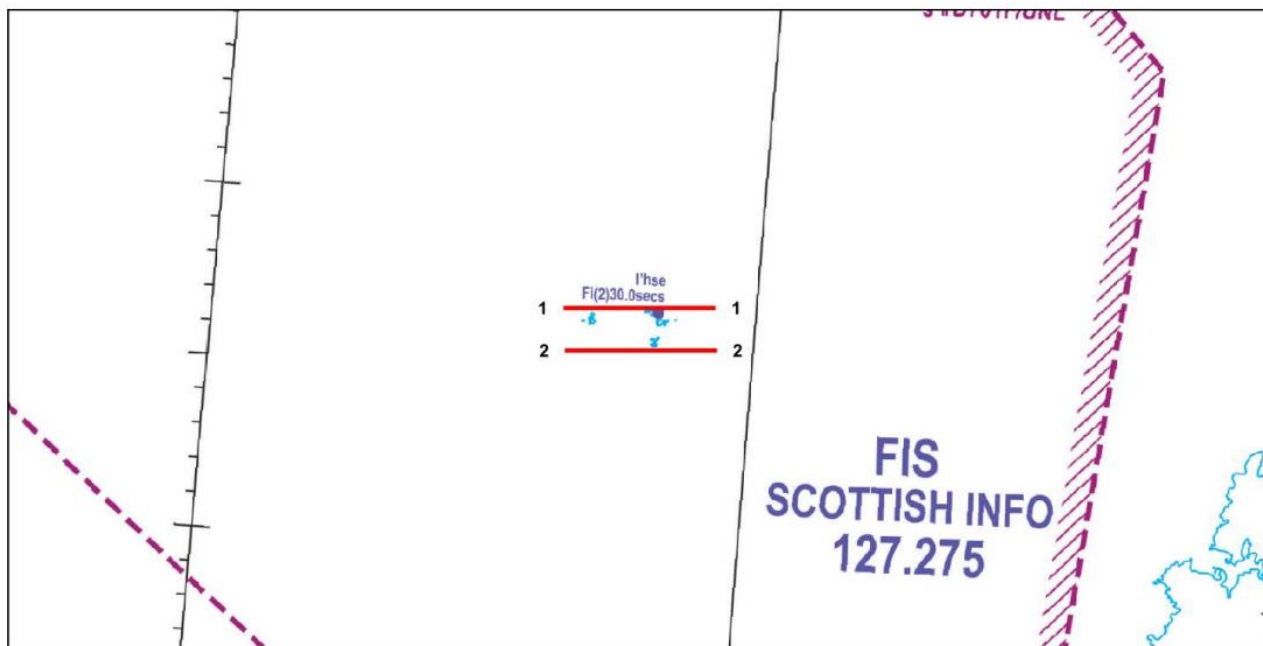 l'hse
Fl(2)30.0secs
1 1
2 2
FIS
SCOTTISH INFO
127.275